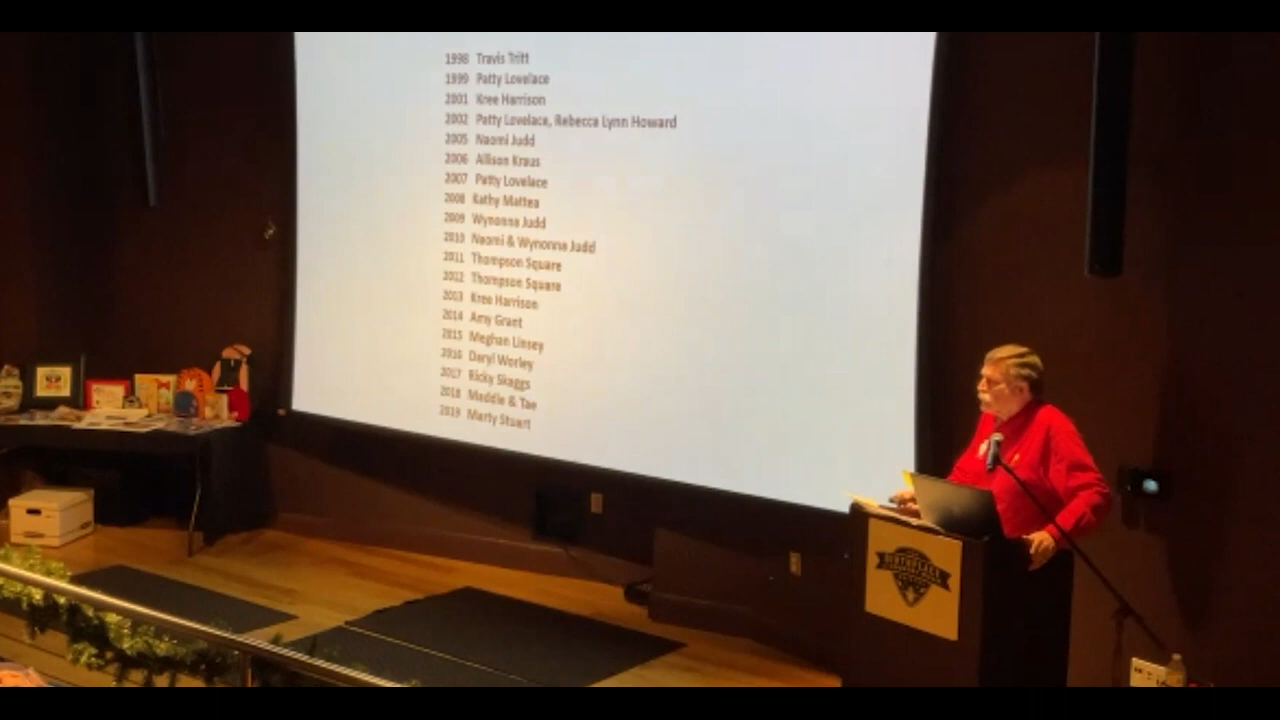 1998 Travis Tritt
1999 Patty Lovelace
2001 Kree Harrison
2002 Patty Lovelace, Rebecca Lynn Howard
2005 Naomi Judd
2006 Allison Kraus
2007 Patty Lovelace
2008 Kathy Mattea
2009 Wynonna Judd
2010 Naomi & Wynonna Judd
2011 Thompson Square
2012 Thompson Square
2013 Kree Harrison
2014 Amy Grant
2015 Meghan Linsey
2016 Daryl Worley
2017 Ricky Skaggs
2018 Maddie & Tae
2019 Marty Stuart
BIRTHPLACE